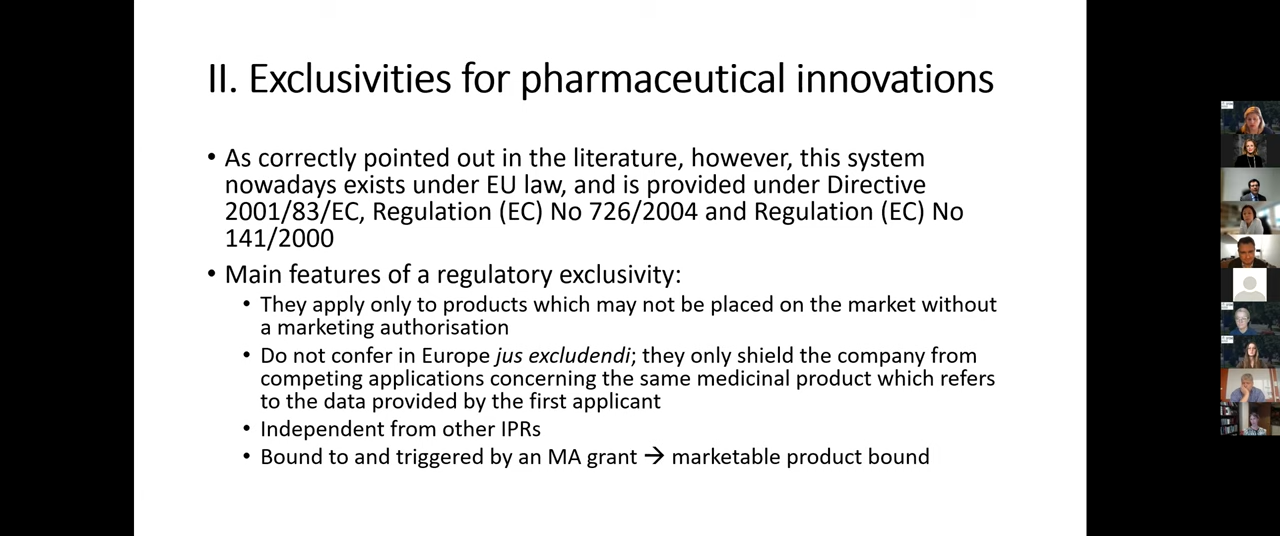 II. Exclusivities for pharmaceutical innovations
• As correctly pointed out in the literature, however, this system
nowadays exists under EU law, and is provided under Directive
2001/83/EC, Regulation (EC) No 726/2004 and Regulation (EC) No
141/2000
• Main features of a regulatory exclusivity:
• They apply only to products which may not be placed on the market without
a marketing authorisation
• Do not confer in Europe jus excludendi; they only shield the company from
competing applications concerning the same medicinal product which refers
to the data provided by the first applicant
• Independent from other IPRs
• Bound to and triggered by an MA grant → marketable product bound